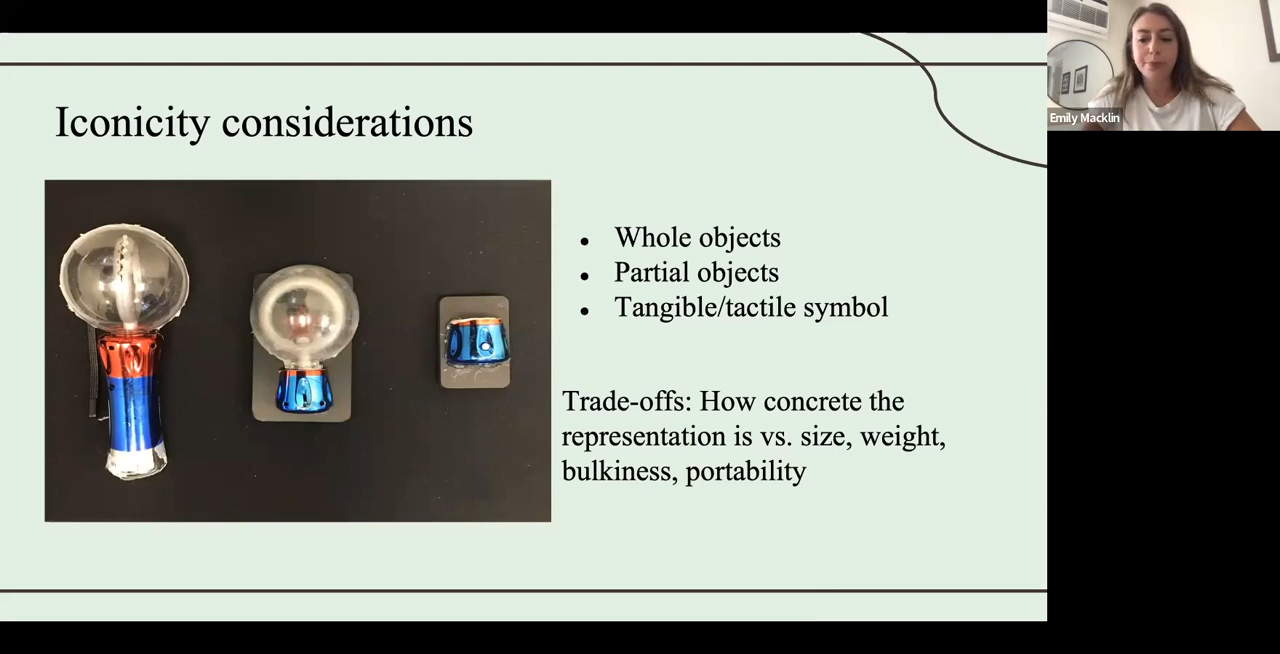 Iconicity considerations
● Whole objects
● Partial objects
● Tangible/tactile symbol
Trade-offs: How concrete the
representation is vs. size, weight,
bulkiness, portability
Emily Macklin